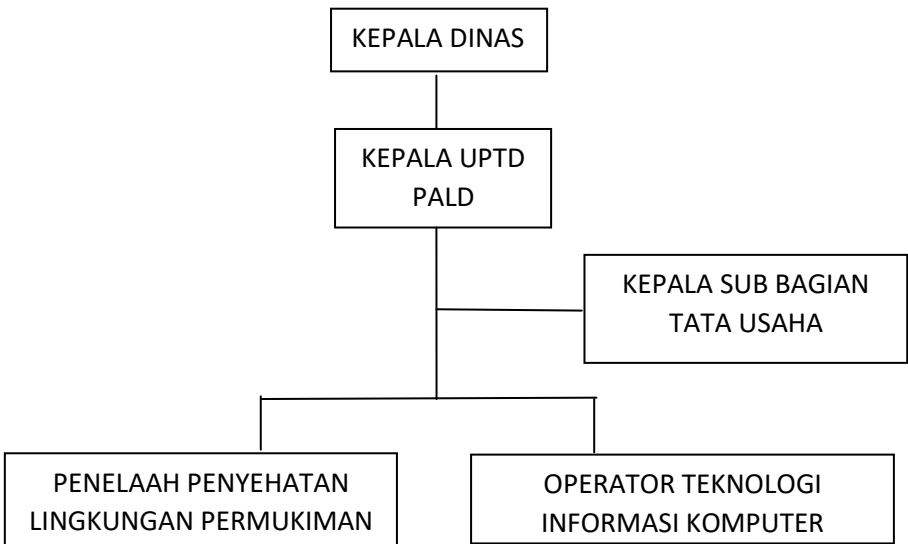 KEPALA DINAS
KEPALA UPTD
PALD
KEPALA SUB BAGIAN
TATA USAHA
PENELAAH PENYEHATAN
LINGKUNGAN PERMUKIMAN
OPERATOR TEKNOLOGI
INFORMASI KOMPUTER